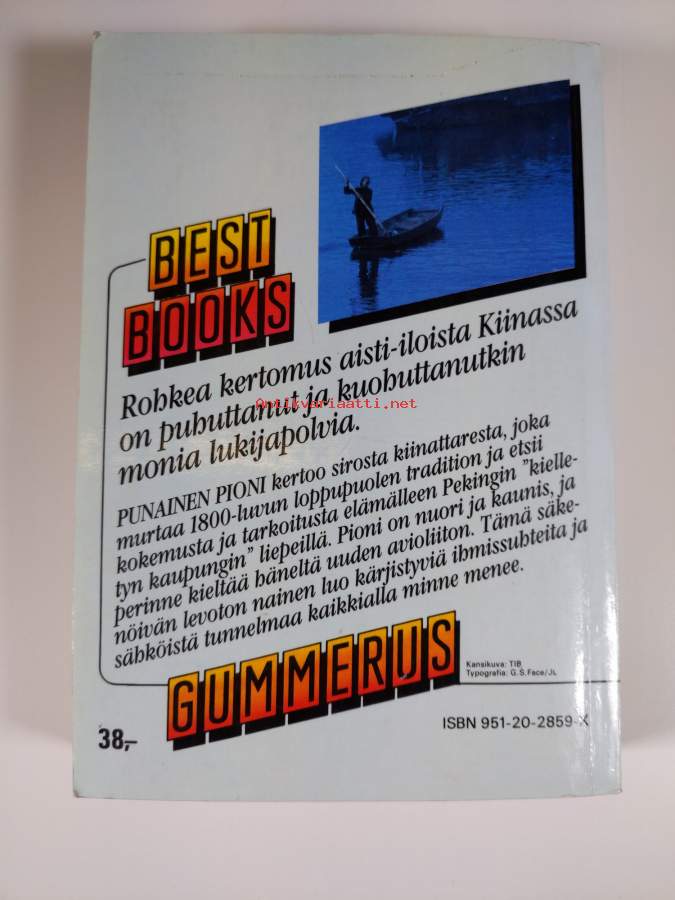 BEST
BOOKS
Rohkea kertomus aisti-iloista Kiinassa
on puhuttanut ja kuohuttanutkin
monia lukijapolvia.
Antikvariaatti.net
PUNAINEN PIONI kertoo sirosta kiinattaresta, joka
murtaa 1800-luvun loppupuolen tradition ja etsii
kokemusta ja tarkoitusta elämälleen Pekingin "kielle-
tyn kaupungin" liepeillä. Pioni on nuori ja kaunis, ja
perinne kieltää häneltä uuden avioliiton. Tämä säke-
nöivän levoton nainen luo kärjistyviä ihmissuhteita ja
sähköistä tunnelmaa kaikkialla minne menee.
GUMMERUS
Kansikuva: TIB
Typografia: G.S.Face/JL
38,–
ISBN 951-20-2859-X